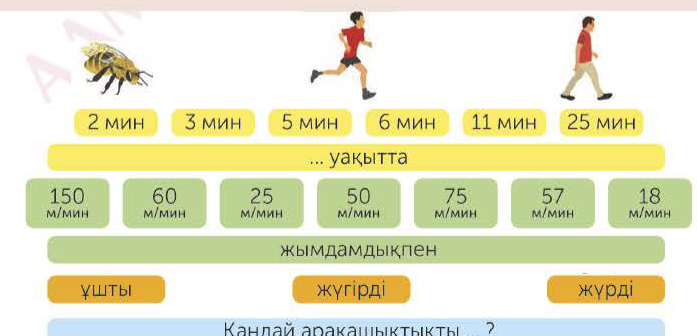 2 мин 3 мин 5 мин 6 мин 11 мин 25 мин
... уақытта
150 60 25 50 75 57 18
м/мин м/мин м/мин м/мин м/мин м/мин м/мин
жымдамдықпен
ұшты жүгірді жүрді
Қандай арақашықтықты ... ?